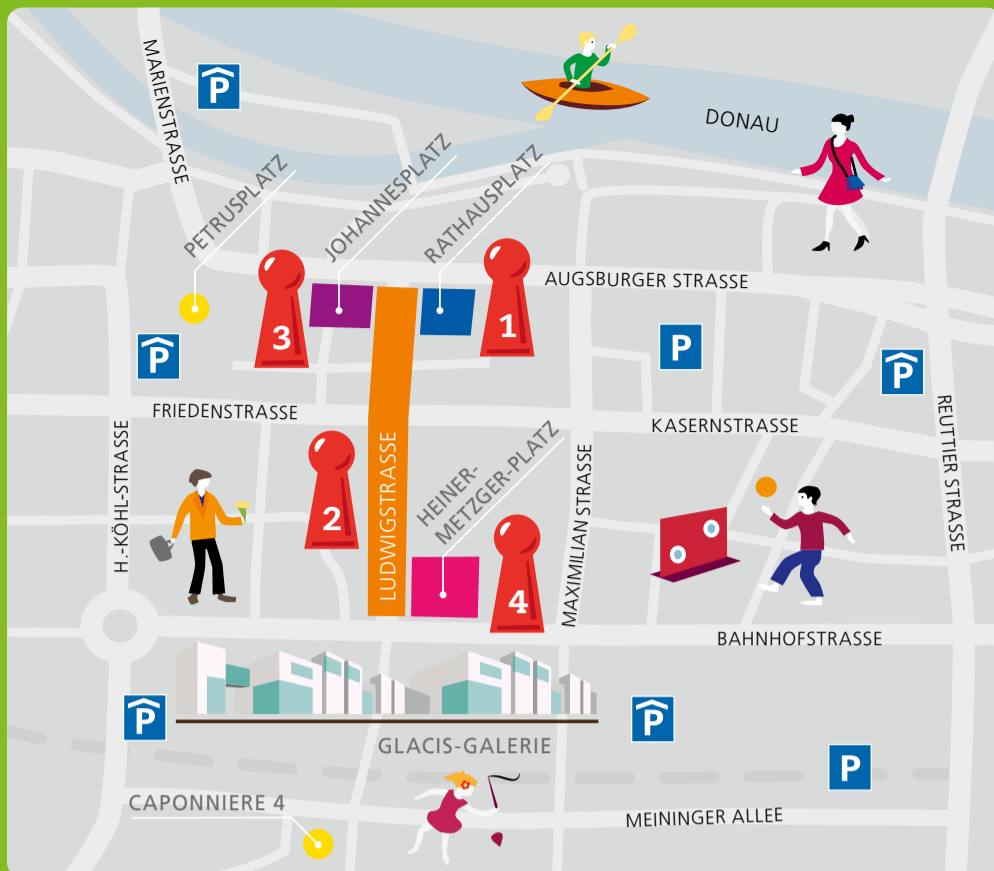 MARIENSTRASSE
P
DONAU
PETRUSPLATZ
JOHANNESPLATZ
RATHAUSPLATZ
AUGSBURGER STRASSE
3
1
P
P
P
FRIEDENSTRASSE
KASERNSTRASSE
H.-KÖHL-STRASSE
LUDWIGSTRASSE
HEINER-
METZGER-PLATZ
MAXIMILIAN STRASSE
REUTTIER STRASSE
2
4
BAHNHOFSTRASSE
P
P
GLACIS-GALERIE
P
CAPONNIERE 4
MEININGER ALLEE